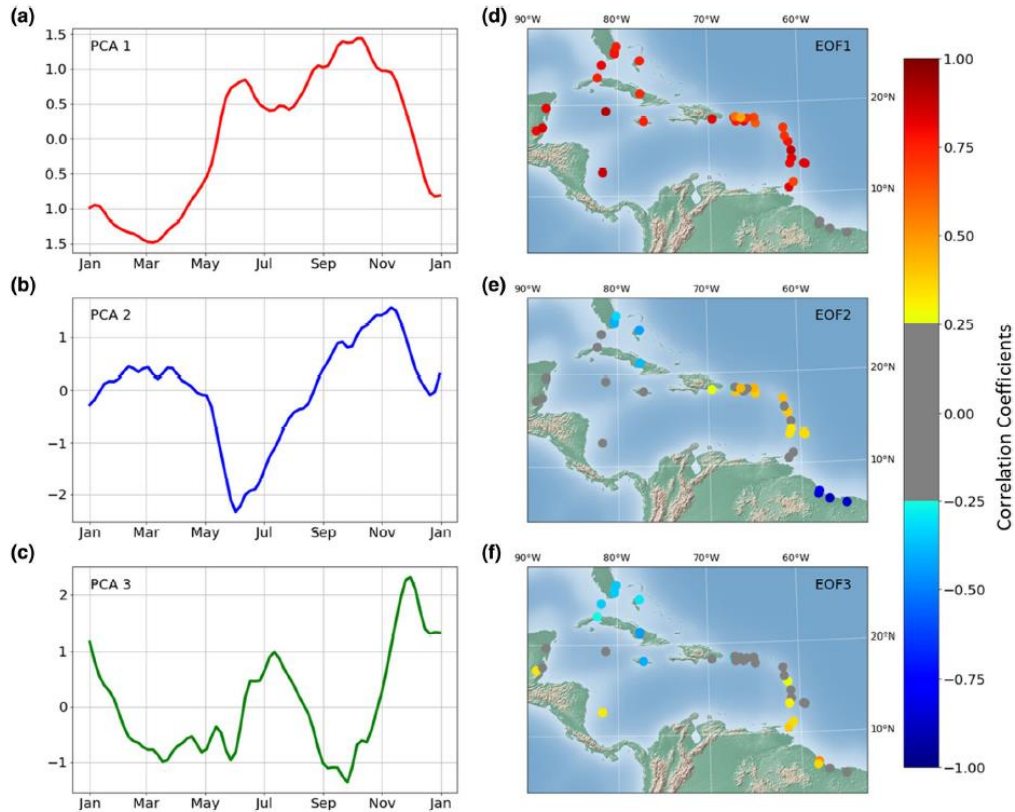 (a)
PCA 1
1.5
1.0
0.5
0.0
0.5
1.0
1.5
Jan Mar May Jul Sep Nov Jan
(d)
90°W 80°W 70°W 60°W
EOF1
20°N
10°N
(b)
PCA 2
1
0
−1
−2
Jan Mar May Jul Sep Nov Jan
(e)
90°W 80°W 70°W 60°W
EOF2
20°N
10°N
(c)
PCA 3
2
1
0
−1
Jan Mar May Jul Sep Nov Jan
(f)
90°W 80°W 70°W 60°W
EOF3
20°N
10°N
1.00
0.75
0.50
0.25
0.00
−0.25
−0.50
−0.75
−1.00
Correlation Coefficients